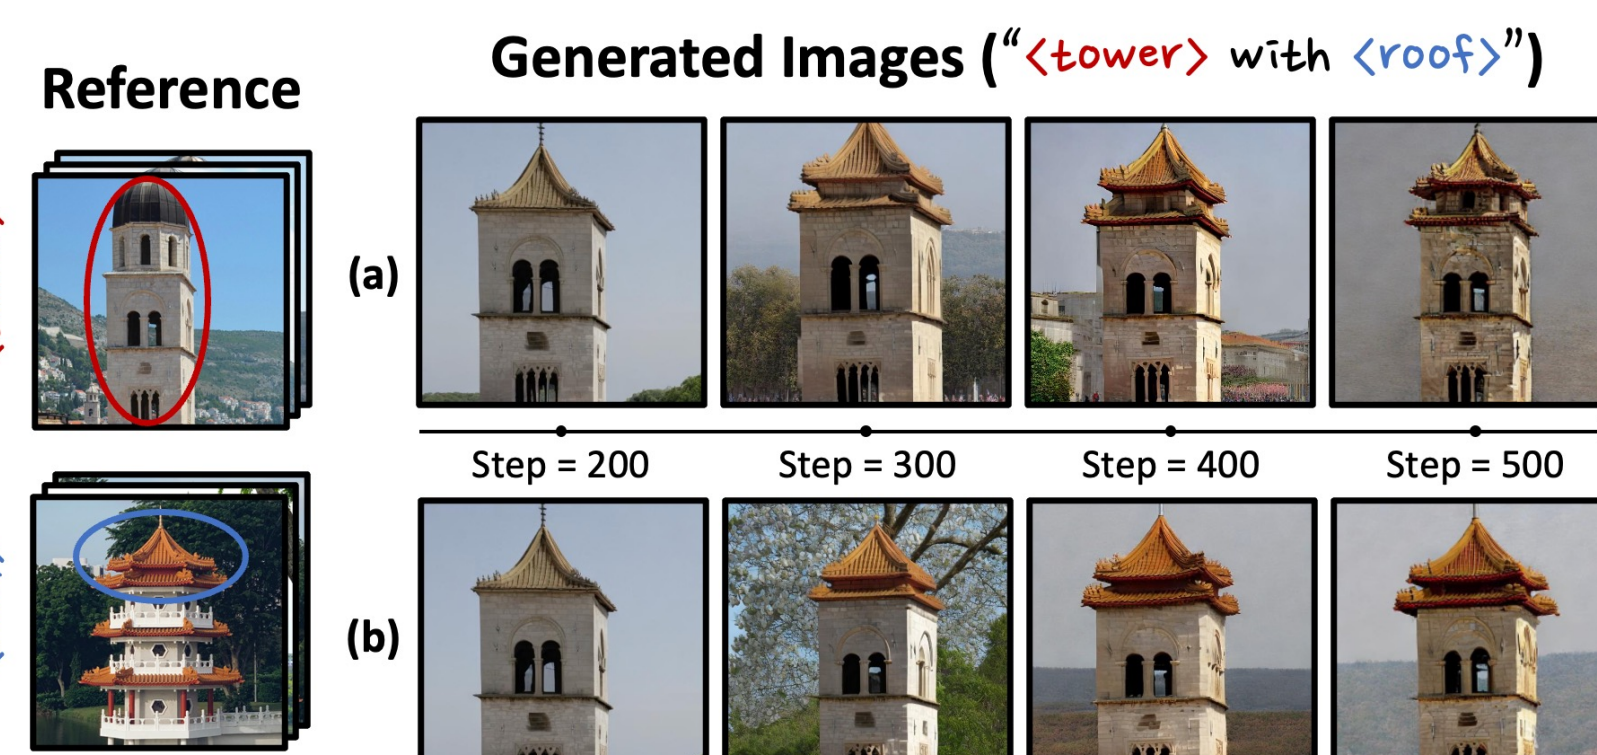 Generated Images (“<tower> with <roof>”)
Reference
(a)
Step = 200
Step = 300
Step = 400
Step = 500
(b)